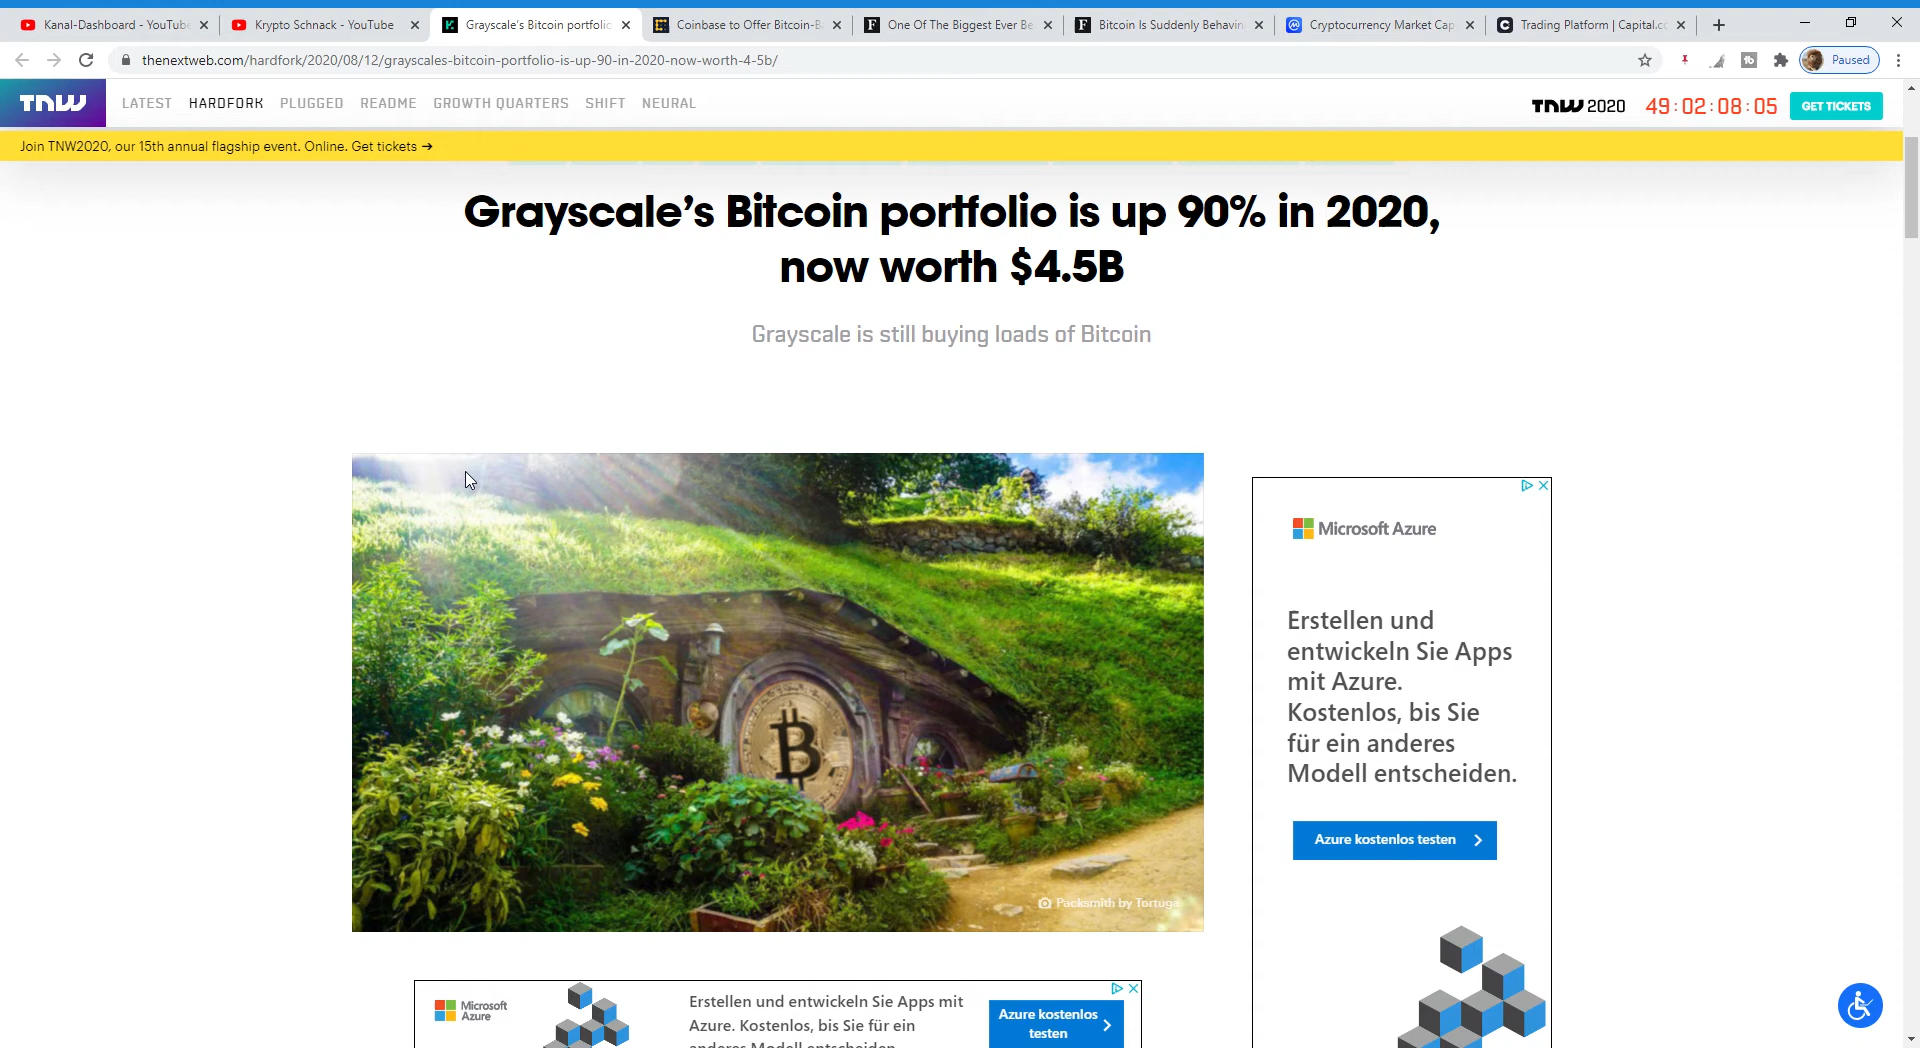 Kanal-Dashboard - YouTube
Krypto Schnack - YouTube
Grayscale's Bitcoin portfolio
Coinbase to Offer Bitcoin-B
One Of The Biggest Ever Be
Bitcoin Is Suddenly Behavin
Cryptocurrency Market Cap
Trading Platform | Capital.co
thenextweb.com/hardfork/2020/08/12/grayscales-bitcoin-portfolio-is-up-90-in-2020-now-worth-4-5b/
Paused
TNW LATEST HARDFORK PLUGGED README GROWTH QUARTERS SHIFT NEURAL
TNW 2020 49:02:08:05 GET TICKETS
Join TNW2020, our 15th annual flagship event. Online. Get tickets →
Grayscale’s Bitcoin portfolio is up 90% in 2020,
now worth $4.5B
Grayscale is still buying loads of Bitcoin
Packsmith by Tortuga
Microsoft Azure
Erstellen und
entwickeln Sie Apps
mit Azure.
Kostenlos, bis Sie
für ein anderes
Modell entscheiden.
Azure kostenlos testen
Microsoft
Azure
Erstellen und entwickeln Sie Apps mit
Azure. Kostenlos, bis Sie für ein
anderes Modell entscheiden
Azure kostenlos
testen